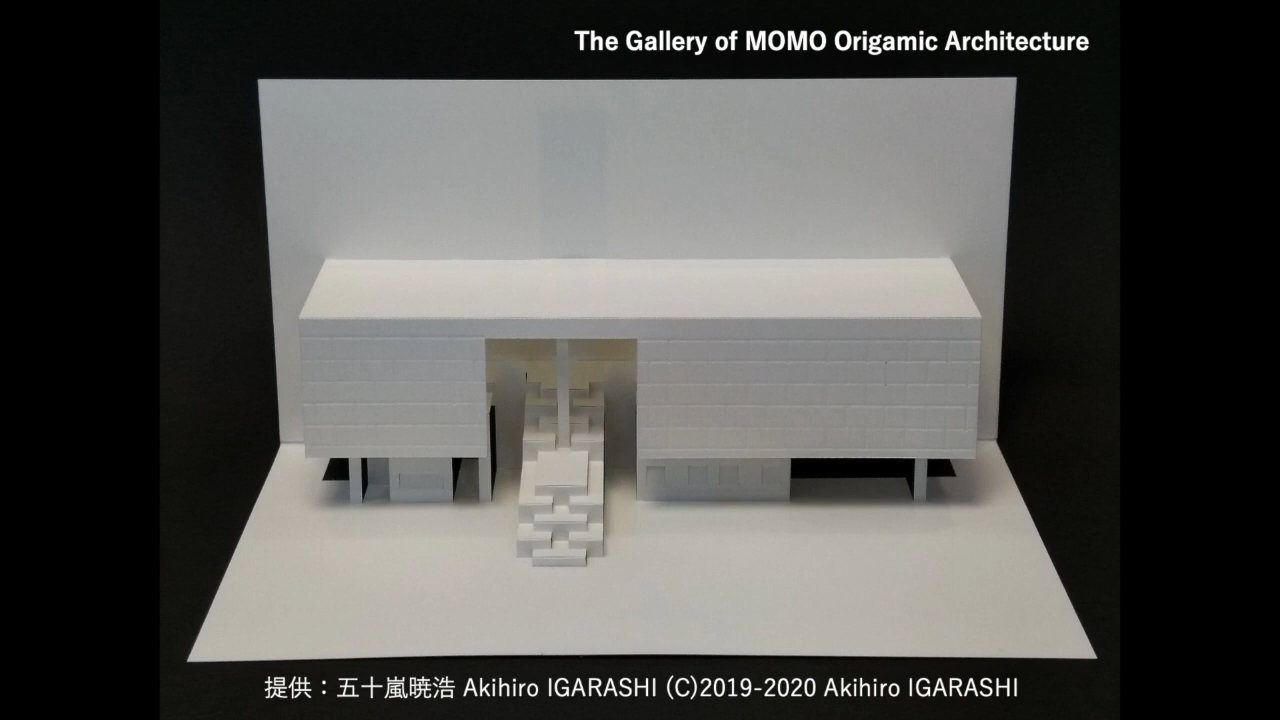 The Gallery of MOMO Origamic Architecture
提供：五十嵐暁浩 Akihiro IGARASHI (C)2019-2020 Akihiro IGARASHI